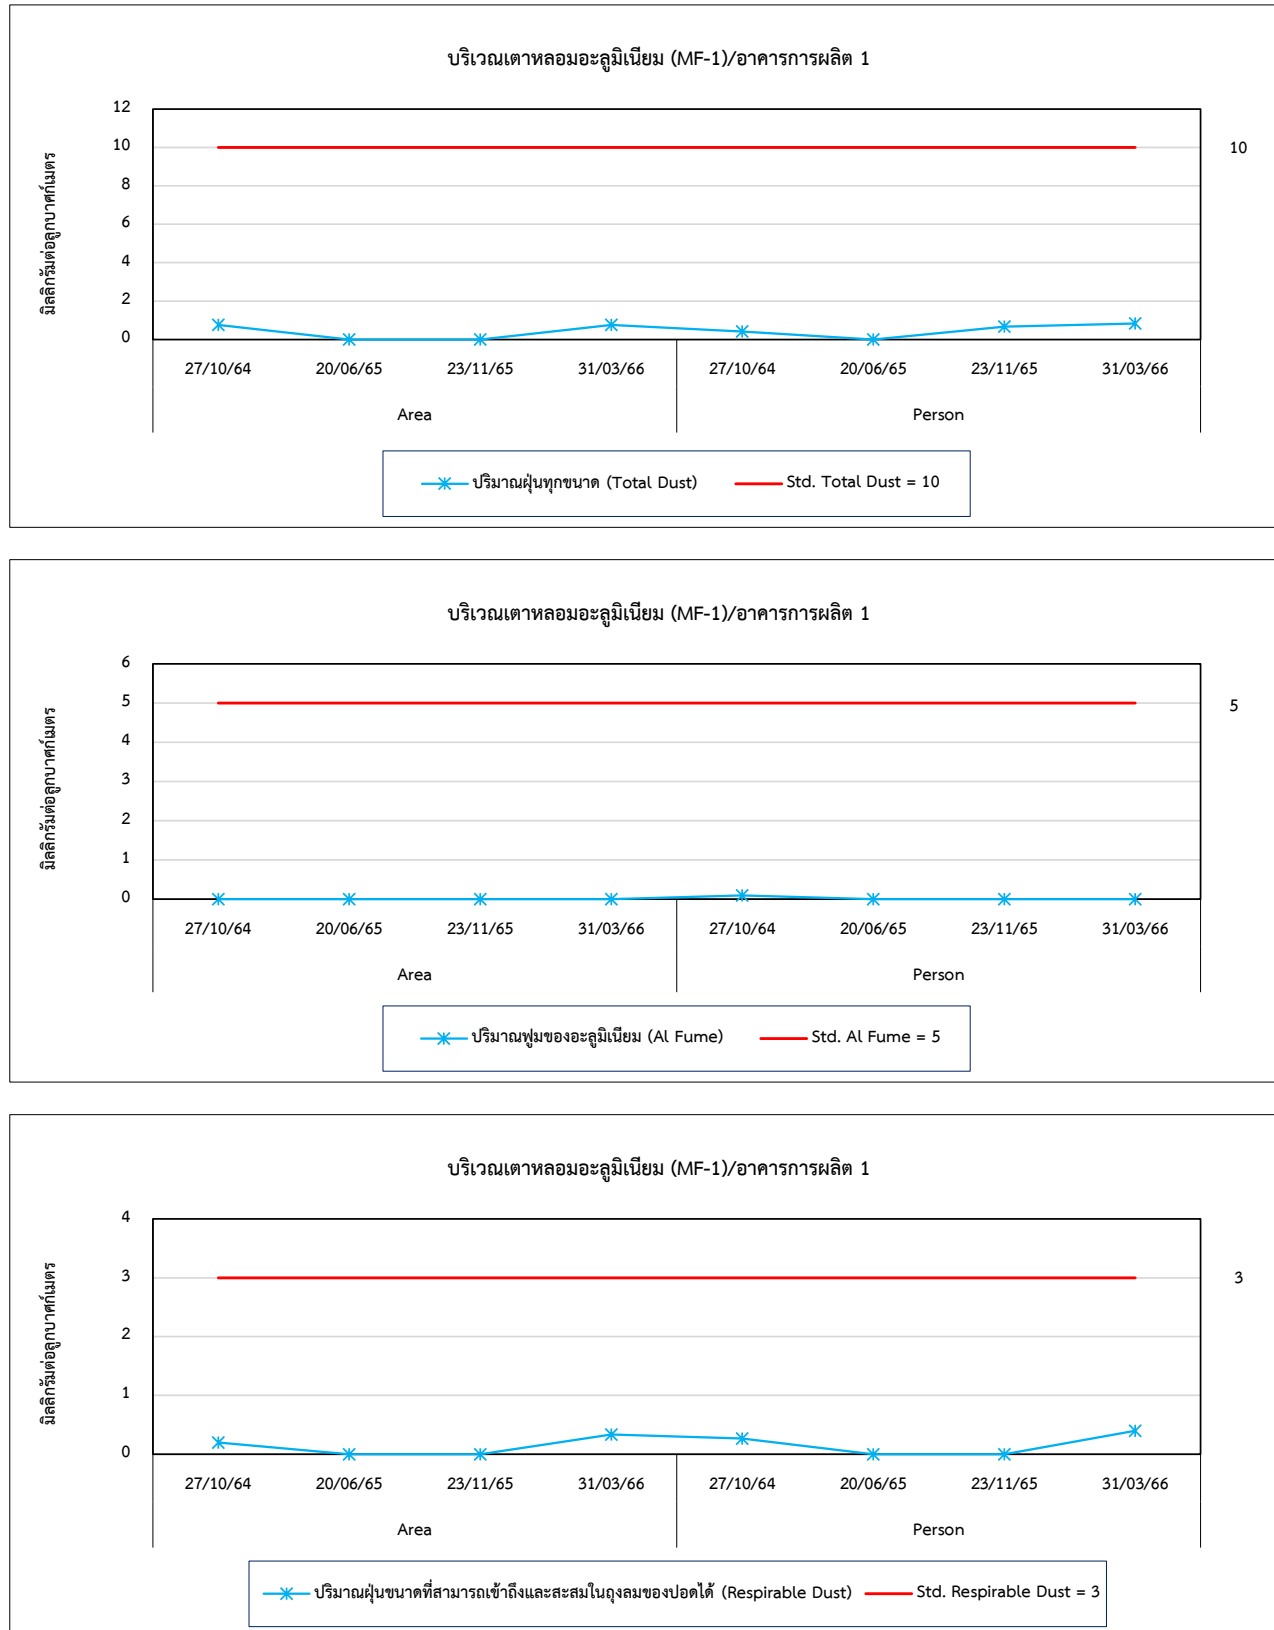 บริเวณเตาหลอมอะลูมิเนียม (MF-1)/อาคารการผลิต 1
มิลลิกรัมต่อลูกบาศก์เมตร
12
10
8
6
4
2
0
10
27/10/64 20/06/65 23/11/65 31/03/66 27/10/64 20/06/65 23/11/65 31/03/66
Area Person
ปริมาณฝุ่นทุกขนาด (Total Dust) Std. Total Dust = 10
บริเวณเตาหลอมอะลูมิเนียม (MF-1)/อาคารการผลิต 1
มิลลิกรัมต่อลูกบาศก์เมตร
6
5
4
3
2
1
0
5
27/10/64 20/06/65 23/11/65 31/03/66 27/10/64 20/06/65 23/11/65 31/03/66
Area Person
ปริมาณฟูมของอะลูมิเนียม (Al Fume) Std. Al Fume = 5
บริเวณเตาหลอมอะลูมิเนียม (MF-1)/อาคารการผลิต 1
มิลลิกรัมต่อลูกบาศก์เมตร
4
3
2
1
0
3
27/10/64 20/06/65 23/11/65 31/03/66 27/10/64 20/06/65 23/11/65 31/03/66
Area Person
ปริมาณฝุ่นขนาดที่สามารถเข้าถึงและสะสมในถุงลมของปอดได้ (Respirable Dust) Std. Respirable Dust = 3